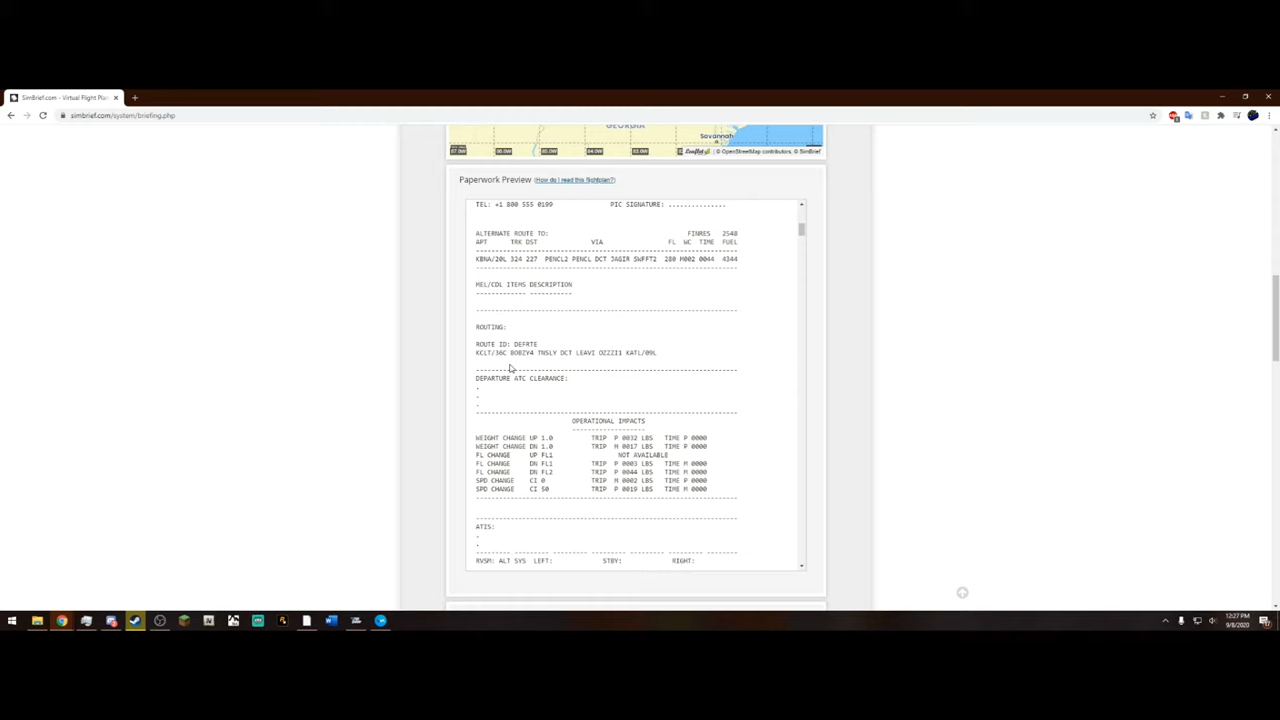 SimBrief.com - Virtual Flight Plan
simbrief.com/system/briefing.php
GEORGIA
Savannah
Leaflet | © OpenStreetMap contributors, © SimBrief
Paperwork Preview (How do I read this flightplan?)
TEL: +1 800 555 0199 PIC SIGNATURE: ...............
ALTERNATE ROUTE TO: FINRES 2548
APT TRK DST VIA FL WC TIME FUEL
KBNA/20L 324 227 PENCL2 PENCL DCT JAGIR SWFFT2 280 M002 0044 4344
MEL/CDL ITEMS DESCRIPTION
ROUTING:
ROUTE ID: DEFRTE
KCLT/36C BOBZY4 TNSLY DCT LEAVI OZZZI1 KATL/09L
DEPARTURE ATC CLEARANCE:
.
.
.
OPERATIONAL IMPACTS
WEIGHT CHANGE UP 1.0 TRIP P 0032 LBS TIME P 0000
WEIGHT CHANGE DN 1.0 TRIP M 0017 LBS TIME M 0000
FL CHANGE UP FL1 NOT AVAILABLE
FL CHANGE DN FL1 TRIP P 0003 LBS TIME M 0000
FL CHANGE DN FL2 TRIP P 0044 LBS TIME M 0000
SPD CHANGE CI 0 TRIP M 0002 LBS TIME P 0000
SPD CHANGE CI 50 TRIP P 0019 LBS TIME M 0000
ATIS:
.
.
RVSM: ALT SYS LEFT: STBY: RIGHT:
12:27 PM
9/8/2020